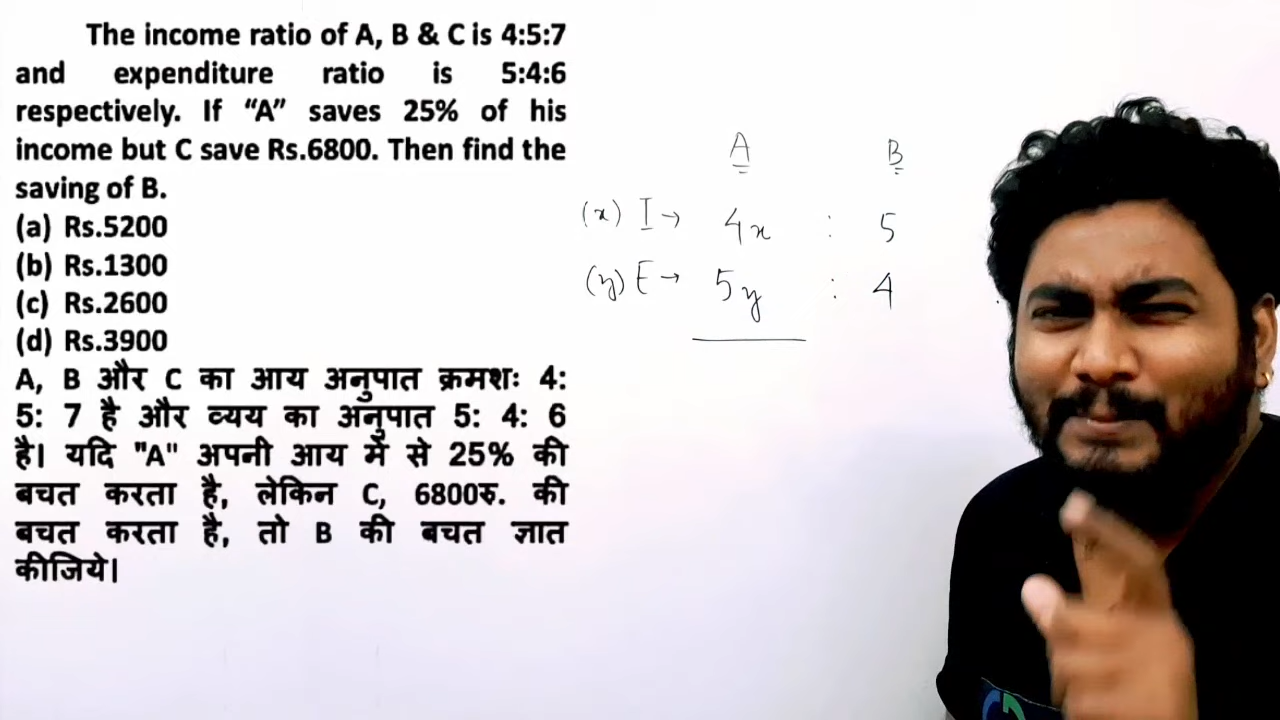 The income ratio of A, B & C is 4:5:7
and expenditure ratio is 5:4:6
respectively. If “A” saves 25% of his
income but C save Rs.6800. Then find the
saving of B.
(a) Rs.5200
(b) Rs.1300
(c) Rs.2600
(d) Rs.3900
A, B और C का आय अनुपात क्रमशः 4:
5: 7 है और व्यय का अनुपात 5: 4: 6
है। यदि "A" अपनी आय में से 25% की
बचत करता है, लेकिन C, 6800रु. की
बचत करता है, तो B की बचत ज्ञात
कीजिये।
A B
(x) I → 4x : 5
(y) E → 5y : 4